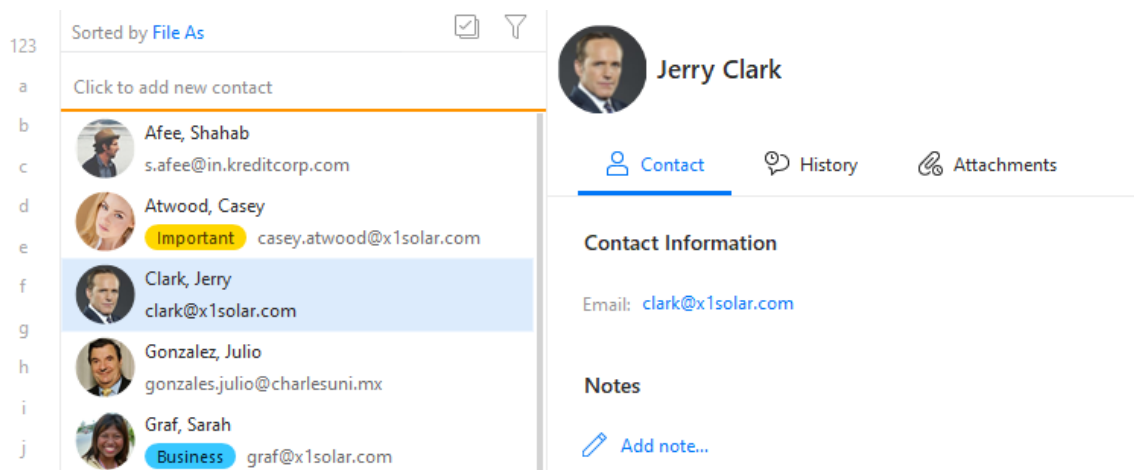 123
a
b
c
d
e
f
g
h
i
j
Sorted by File As
Click to add new contact
Afee, Shahab
s.afee@in.kreditcorp.com
Atwood, Casey
Important casey.atwood@x1solar.com
Clark, Jerry
clark@x1solar.com
Gonzalez, Julio
gonzales.julio@charlesuni.mx
Graf, Sarah
Business graf@x1solar.com
Jerry Clark
Contact History Attachments
Contact Information
Email: clark@x1solar.com
Notes
Add note...